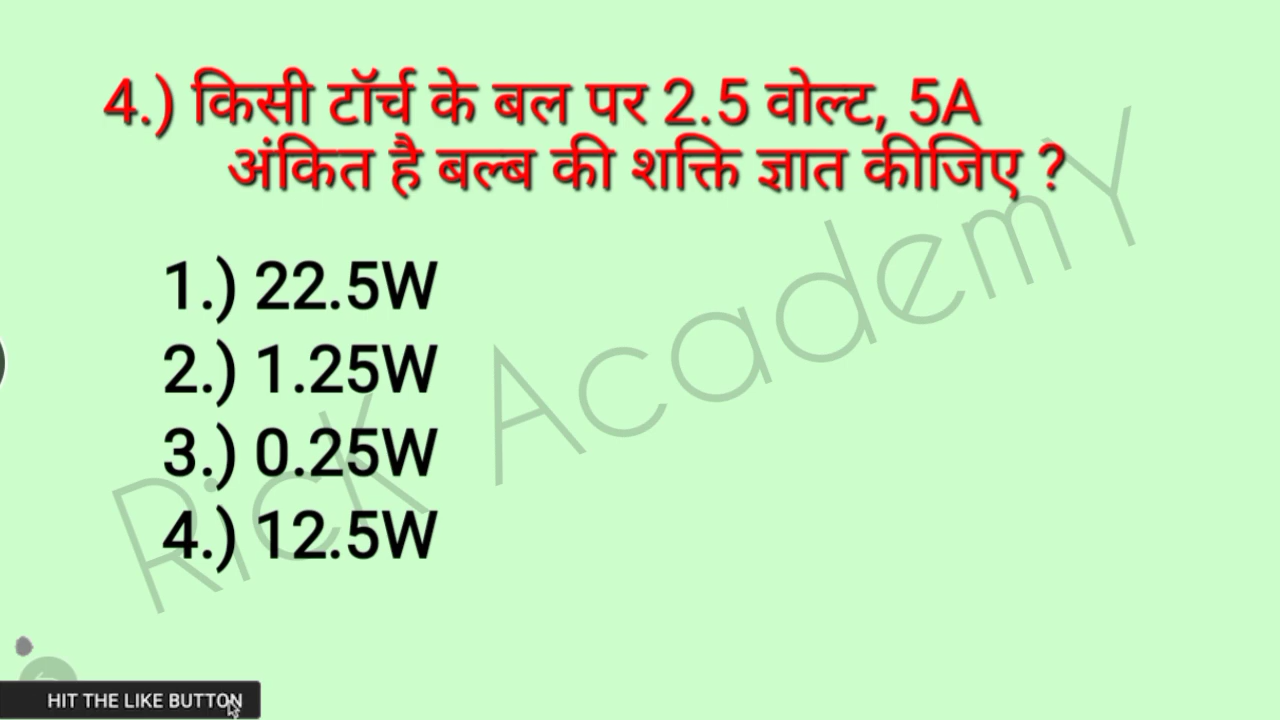 4.) किसी टॉर्च के बल पर 2.5 वोल्ट, 5A
अंकित है बल्ब की शक्ति ज्ञात कीजिए ?
1.) 22.5W
2.) 1.25W
3.) 0.25W
4.) 12.5W
Rick AcademY
HIT THE LIKE BUTTON